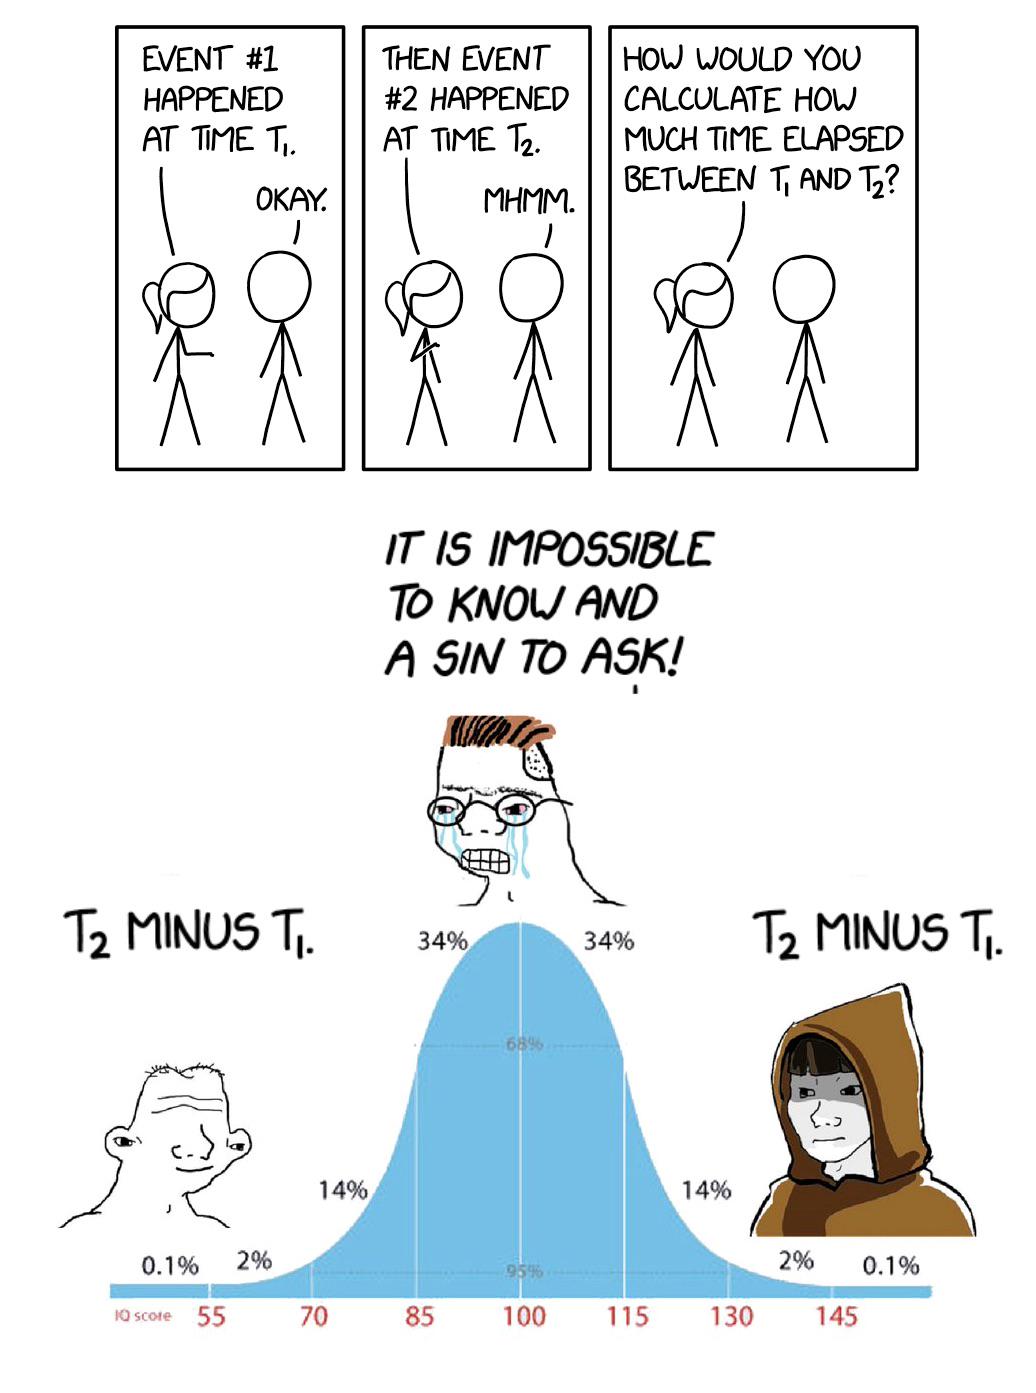 EVENT #1
HAPPENED
AT TIME T₁.
OKAY.
THEN EVENT
#2 HAPPENED
AT TIME T₂.
MHMM.
HOW WOULD YOU
CALCULATE HOW
MUCH TIME ELAPSED
BETWEEN T₁ AND T₂?
IT IS IMPOSSIBLE
TO KNOW AND
A SIN TO ASK!
T₂ MINUS T₁.
T₂ MINUS T₁.
34% 34%
68%
14% 14%
0.1% 2% 95% 2% 0.1%
IQ score 55 70 85 100 115 130 145